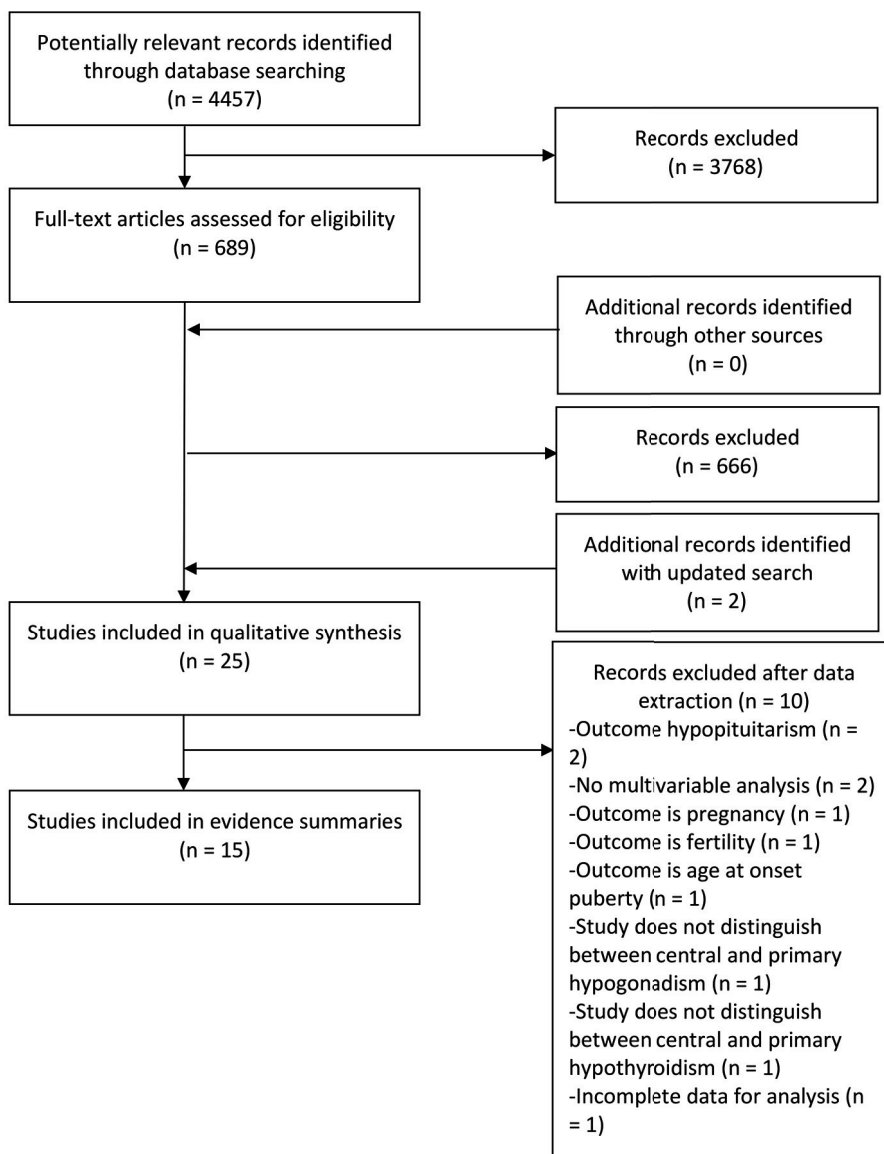 Potentially relevant records identified
through database searching
(n = 4457)
Records excluded
(n = 3768)
Full-text articles assessed for eligibility
(n = 689)
Additional records identified
through other sources
(n = 0)
Records excluded
(n = 666)
Additional records identified
with updated search
(n = 2)
Studies included in qualitative synthesis
(n = 25)
Records excluded after data
extraction (n = 10)
-Outcome hypopituitarism (n =
2)
-No multivariable analysis (n = 2)
-Outcome is pregnancy (n = 1)
-Outcome is fertility (n = 1)
-Outcome is age at onset
puberty (n = 1)
-Study does not distinguish
between central and primary
hypogonadism (n = 1)
-Study does not distinguish
between central and primary
hypothyroidism (n = 1)
-Incomplete data for analysis (n
= 1)
Studies included in evidence summaries
(n = 15)